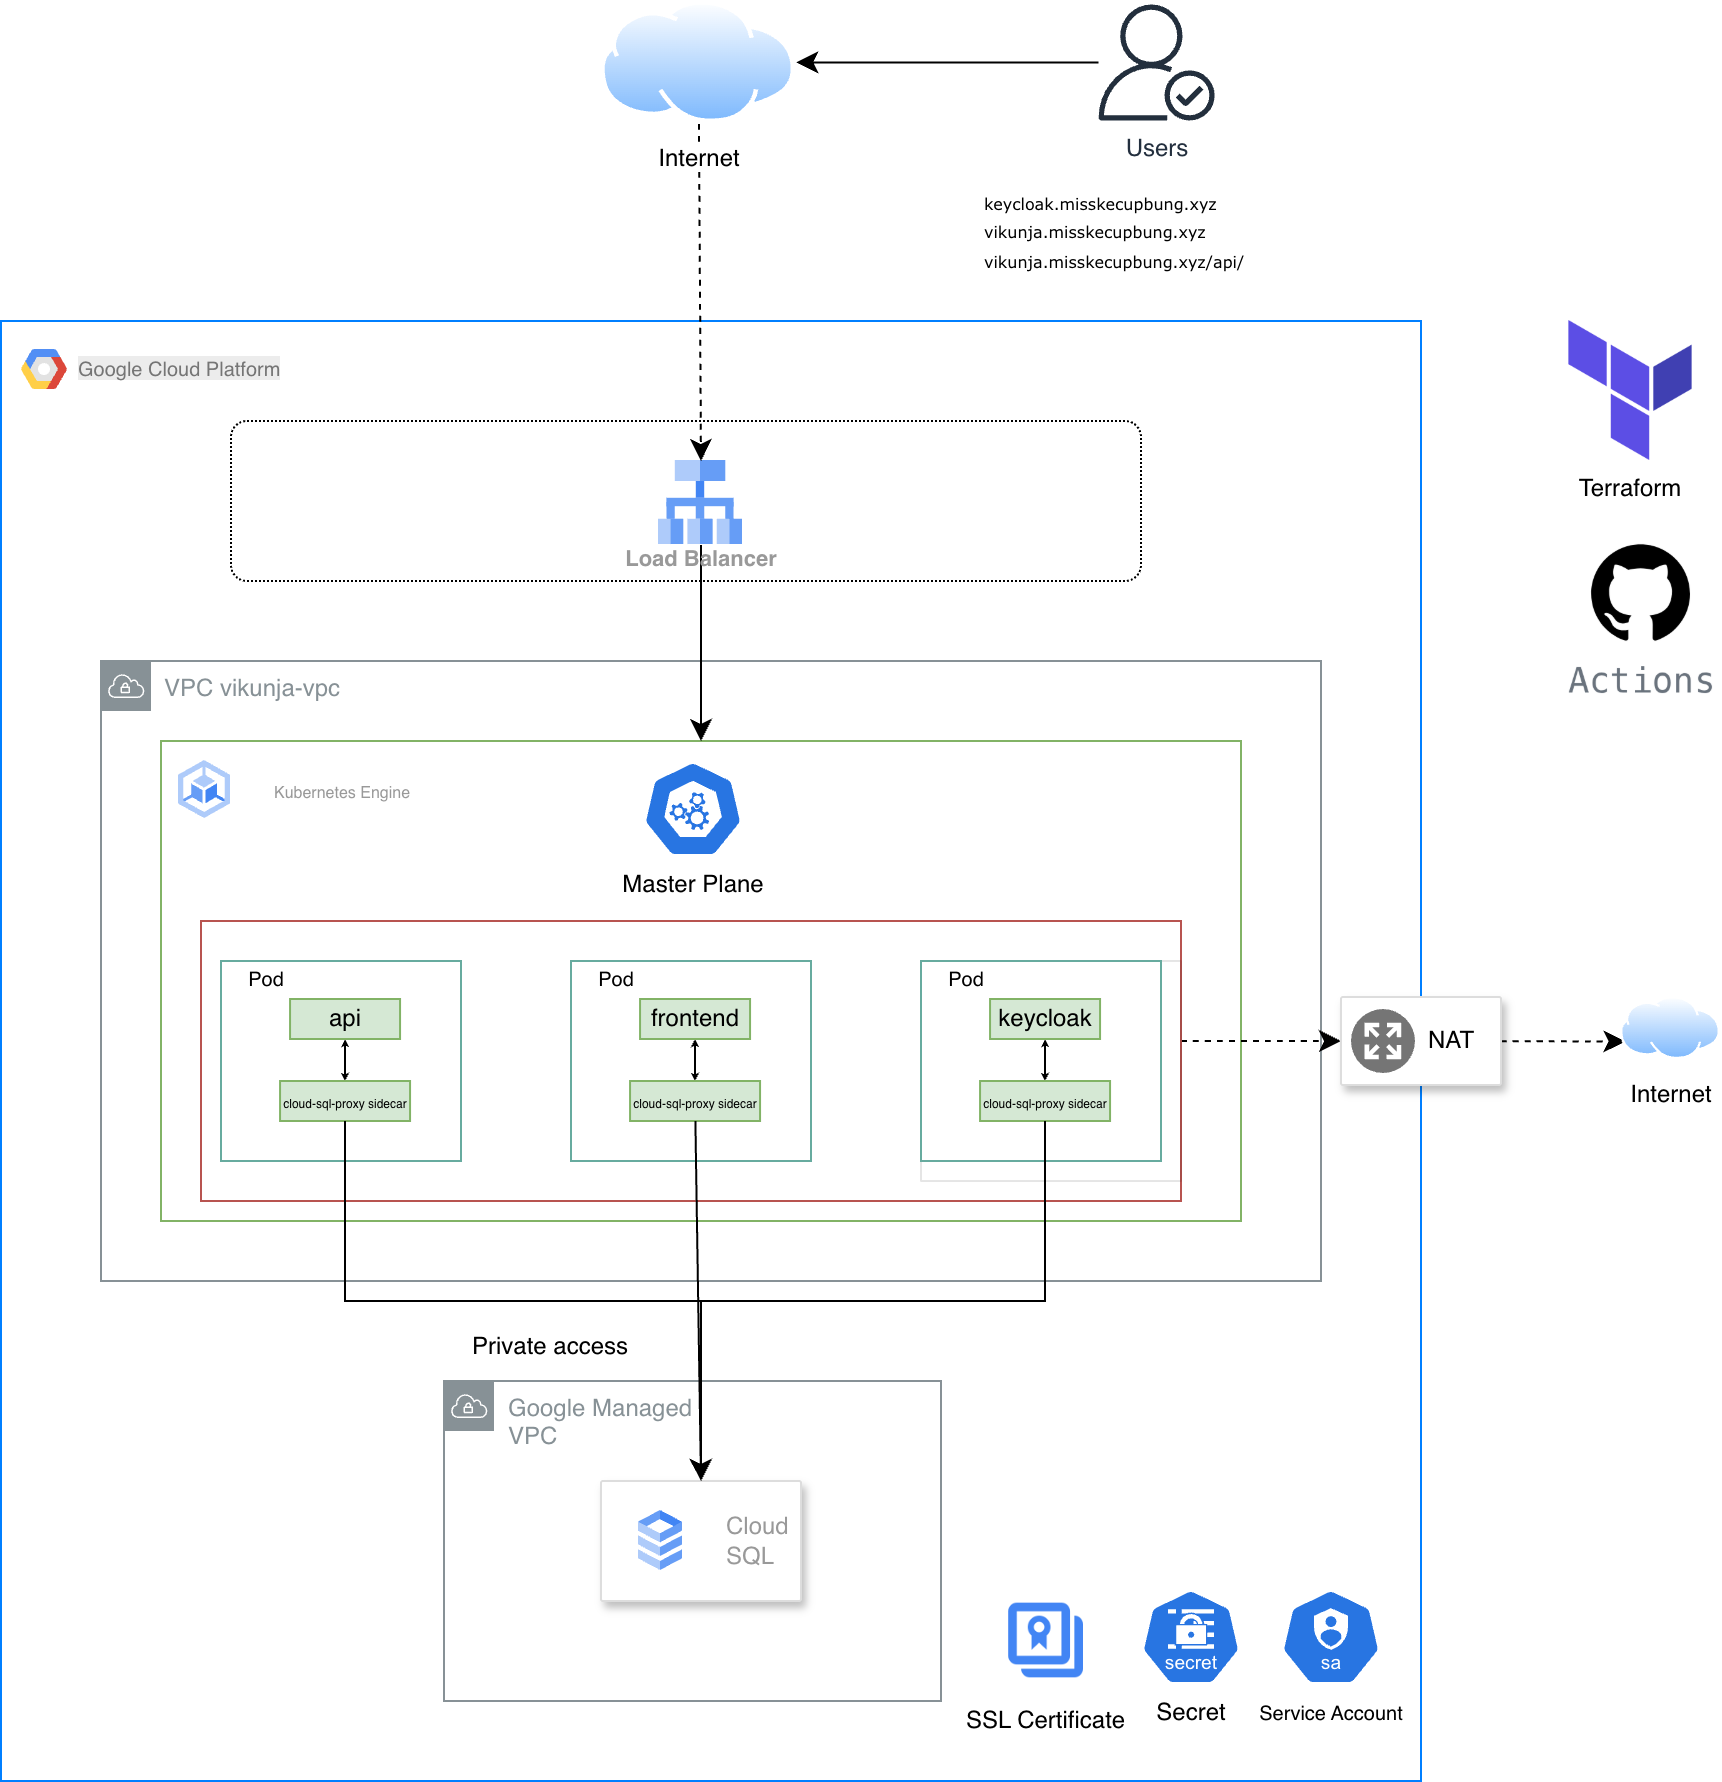 Internet
Users
keycloak.misskecupbung.xyz
vikunja.misskecupbung.xyz
vikunja.misskecupbung.xyz/api/
Google Cloud Platform
Load Balancer
Terraform
Actions
VPC vikunja-vpc
Kubernetes Engine
Master Plane
Pod
api
cloud-sql-proxy sidecar
Pod
frontend
cloud-sql-proxy sidecar
Pod
keycloak
cloud-sql-proxy sidecar
NAT
Internet
Private access
Google Managed
VPC
Cloud
SQL
SSL Certificate
secret
Secret
sa
Service Account